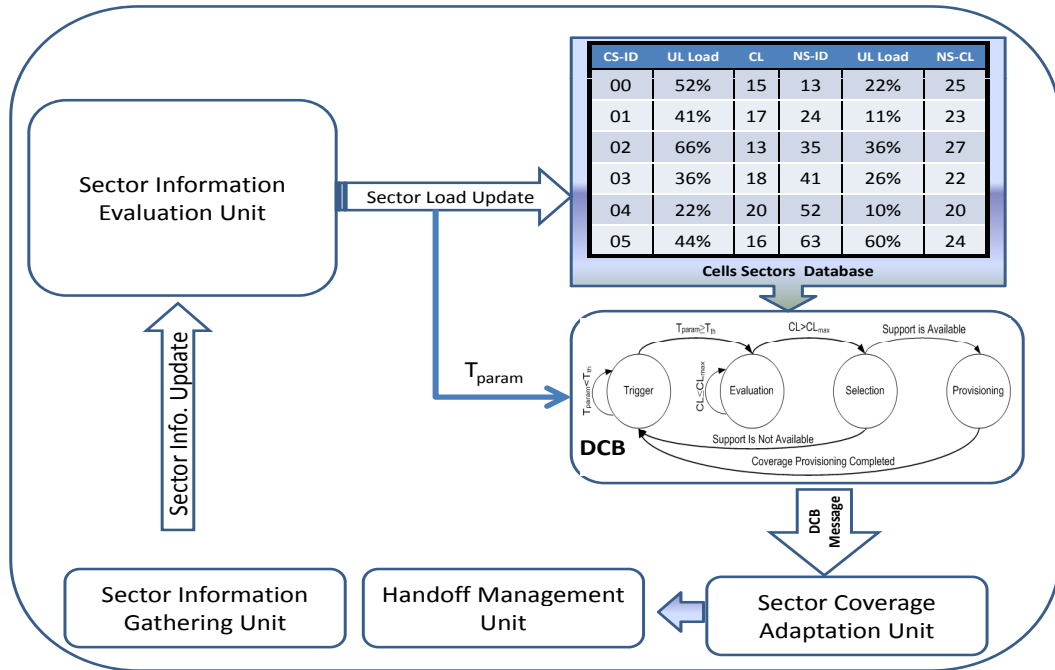 CS-ID UL Load CL NS-ID UL Load NS-CL
00 52% 15 13 22% 25
01 41% 17 24 11% 23
02 66% 13 35 36% 27
03 36% 18 41 26% 22
04 22% 20 52 10% 20
05 44% 16 63 60% 24
Cells Sectors Database
Sector Information
Evaluation Unit
Sector Load Update
Sector Info. Update
Tparam
Tparam≥Tth
CL>CLmax
Support is Available
Tparam<Tth
Trigger
CL≤CLmax
Evaluation
Selection
Provisioning
Support Is Not Available
DCB
Coverage Provisioning Completed
DCB
Message
Sector Information
Gathering Unit
Handoff Management
Unit
Sector Coverage
Adaptation Unit